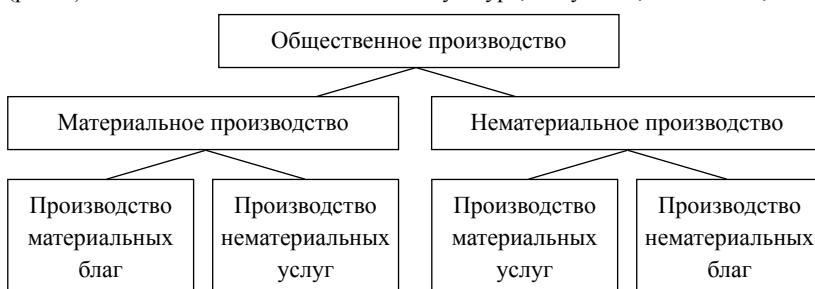 Общественное производство
Материальное производство
Нематериальное производство
Производство
материальных
благ
Производство
нематериальных
услуг
Производство
материальных
услуг
Производство
нематериальных
благ